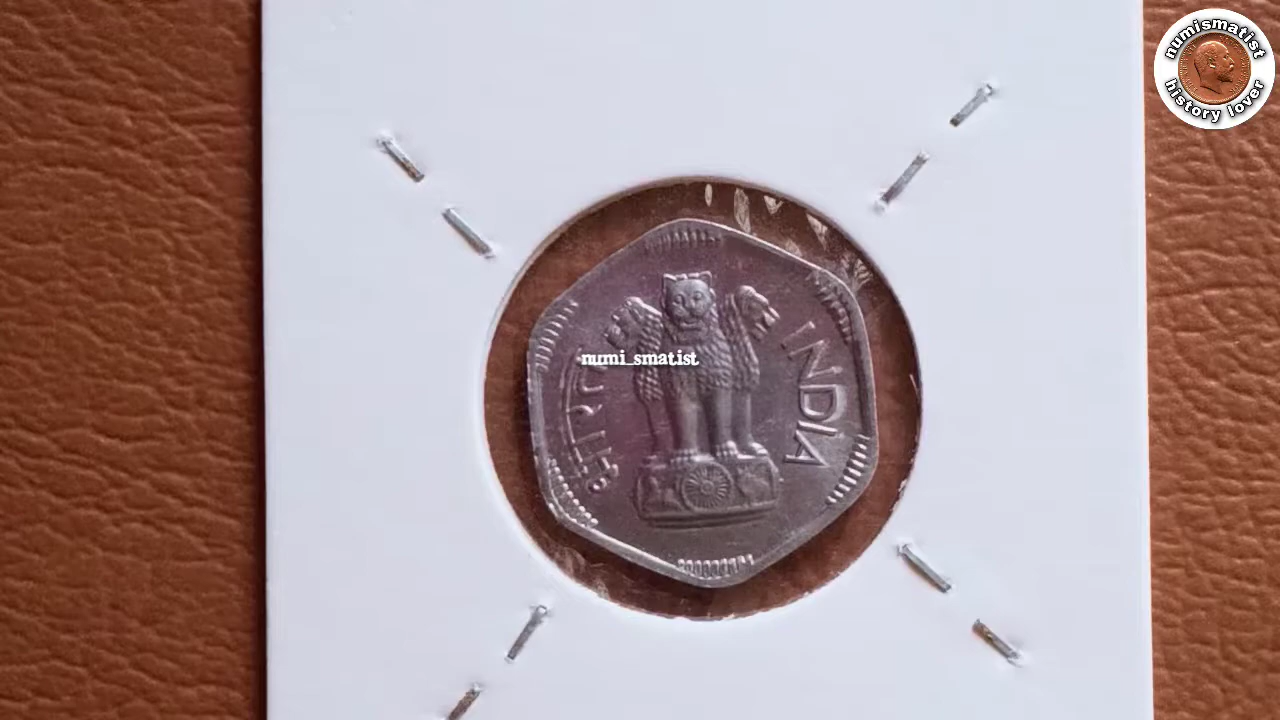 numismatist
history lover
numi_smatist
भारत
INDIA